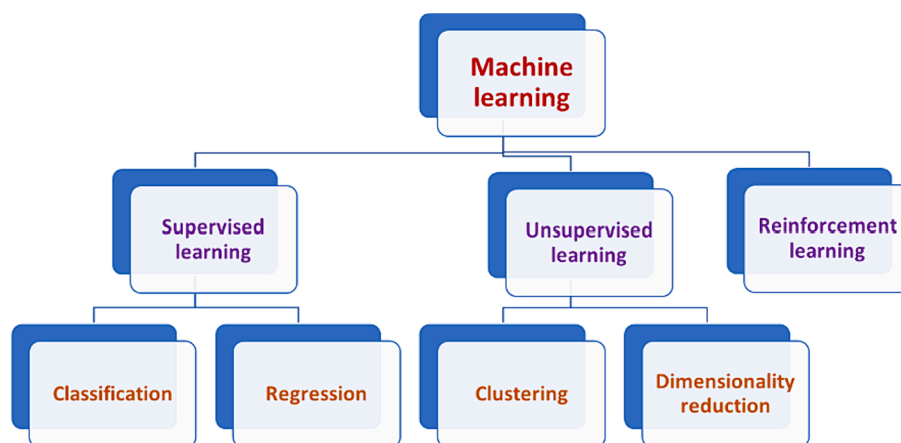 Machine
learning
Supervised
learning
Unsupervised
learning
Reinforcement
learning
Classification
Regression
Clustering
Dimensionality
reduction